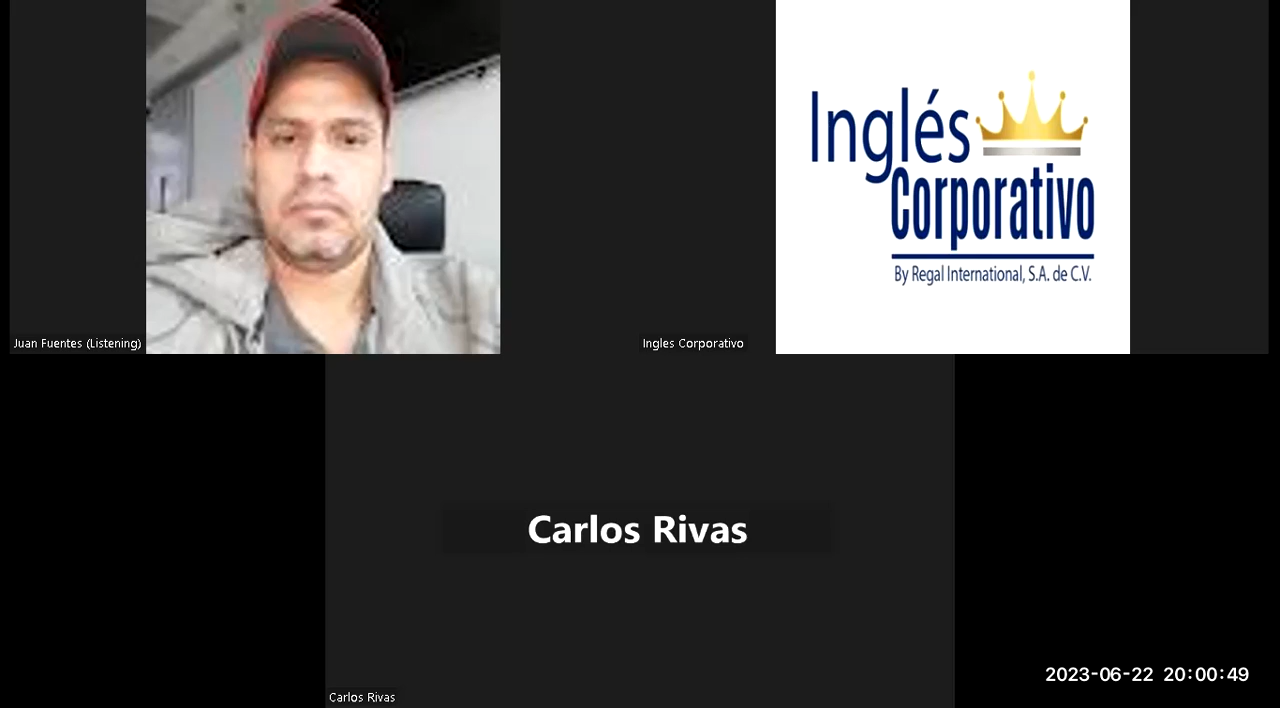 Inglés
Corporativo
By Regal International, S.A. de C.V.
Juan Fuentes (Listening)
Ingles Corporativo
Carlos Rivas
Carlos Rivas
2023-06-22 20:00:49